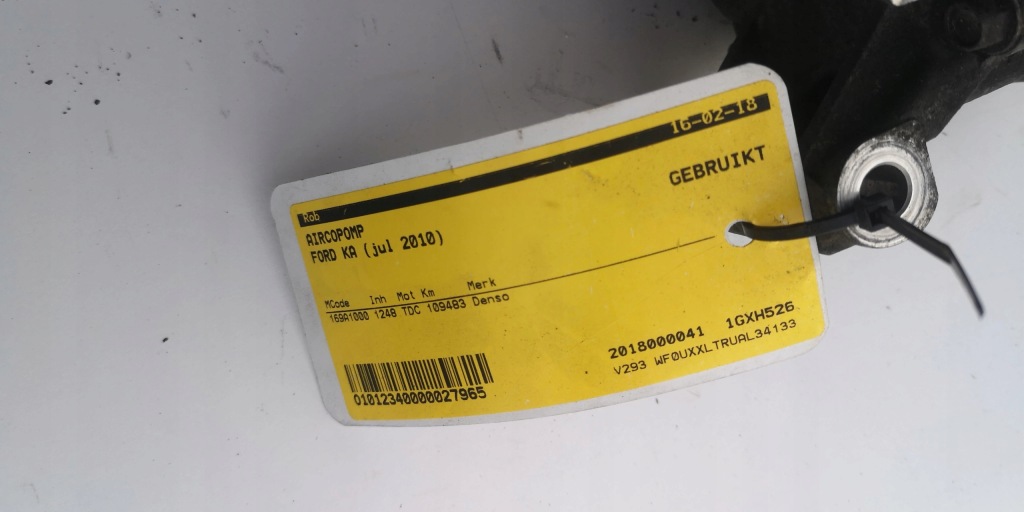 16-02-18
Rob
GEBRUIKT
AIRCOPOMP
FORD KA (jul 2010)
MCode Inh Mot Km Merk
169A1000 1248 TDC 109483 Denso
2018000041 1GXH526
V293 WF0UXXLTRUAL34133
01012340000027965